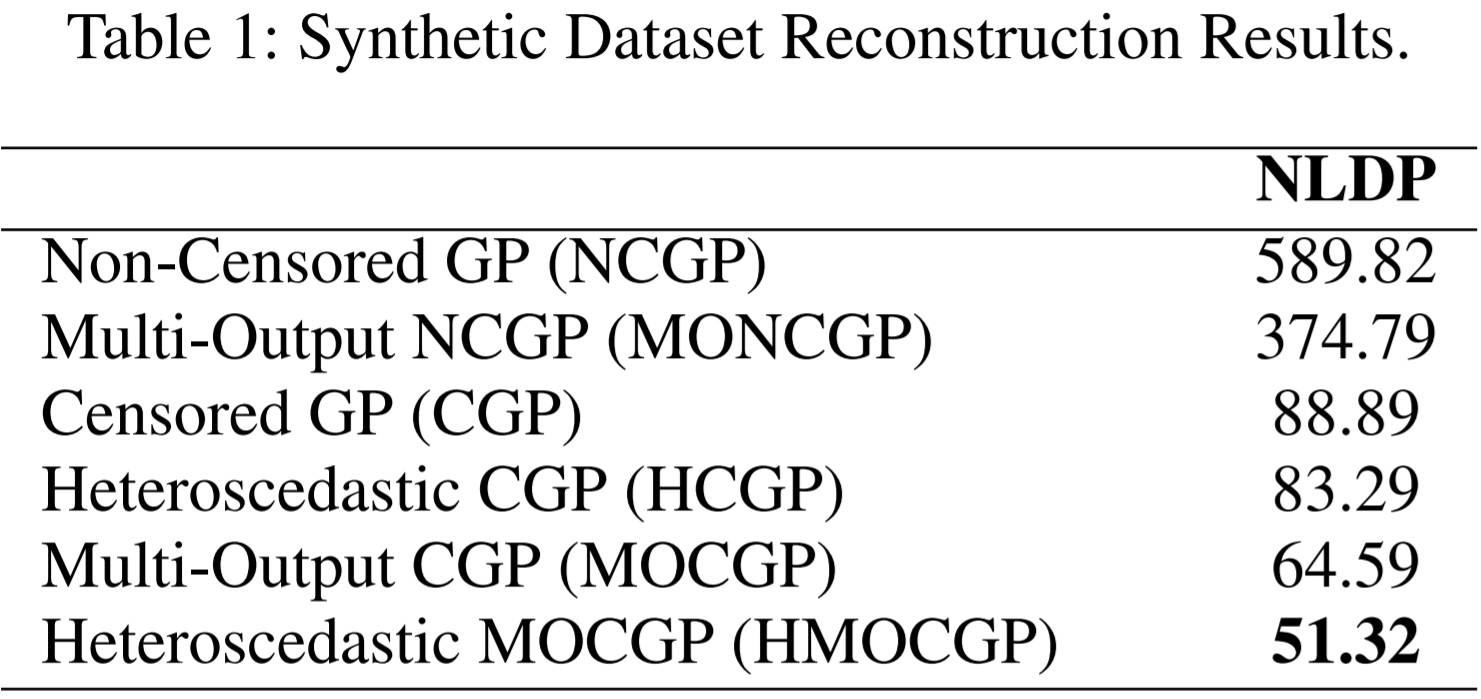 Table 1: Synthetic Dataset Reconstruction Results.
NLDP
Non-Censored GP (NCGP) 589.82
Multi-Output NCGP (MONCGP) 374.79
Censored GP (CGP) 88.89
Heteroscedastic CGP (HCGP) 83.29
Multi-Output CGP (MOCGP) 64.59
Heteroscedastic MOCGP (HMOCGP) 51.32